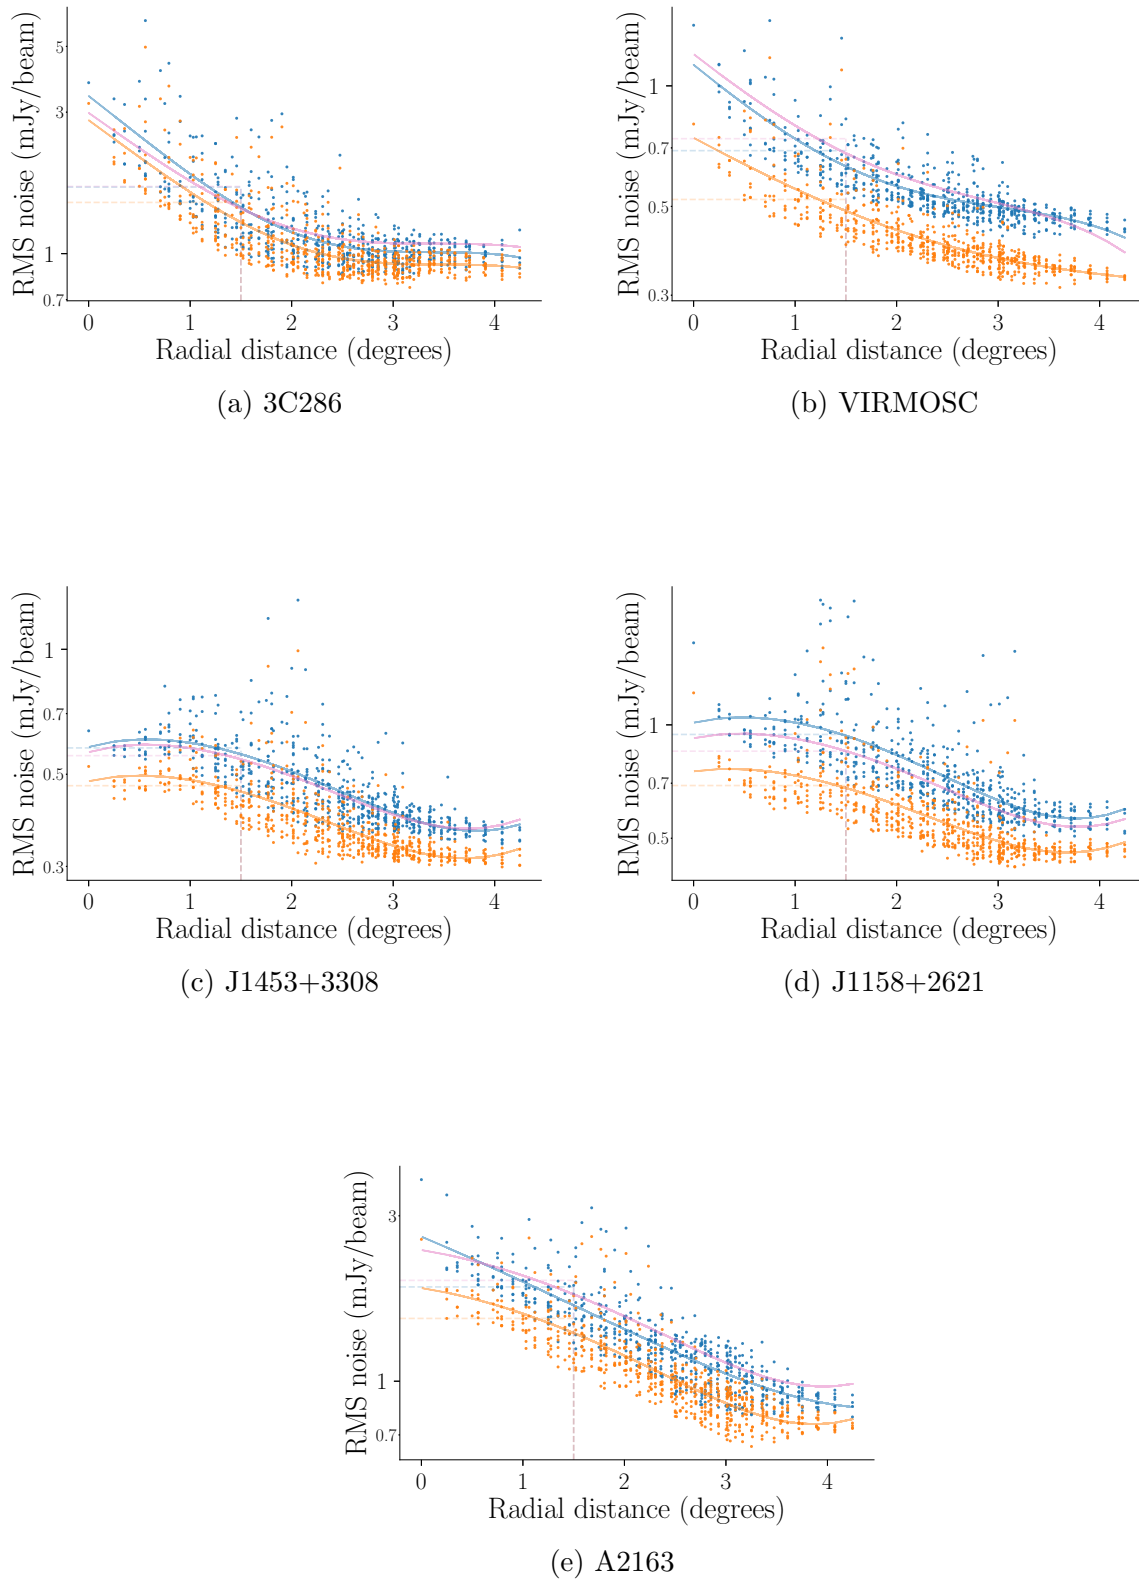 RMS noise (mJy/beam)
5
3
1
0.7
0 1 2 3 4
Radial distance (degrees)
(a) 3C286
RMS noise (mJy/beam)
1
0.7
0.5
0.3
0 1 2 3 4
Radial distance (degrees)
(b) VIRMOSC
RMS noise (mJy/beam)
1
0.7
0.5
0.3
0 1 2 3 4
Radial distance (degrees)
(c) J1453+3308
RMS noise (mJy/beam)
1
0.7
0.5
0 1 2 3 4
Radial distance (degrees)
(d) J1158+2621
RMS noise (mJy/beam)
3
1
0.7
0 1 2 3 4
Radial distance (degrees)
(e) A2163